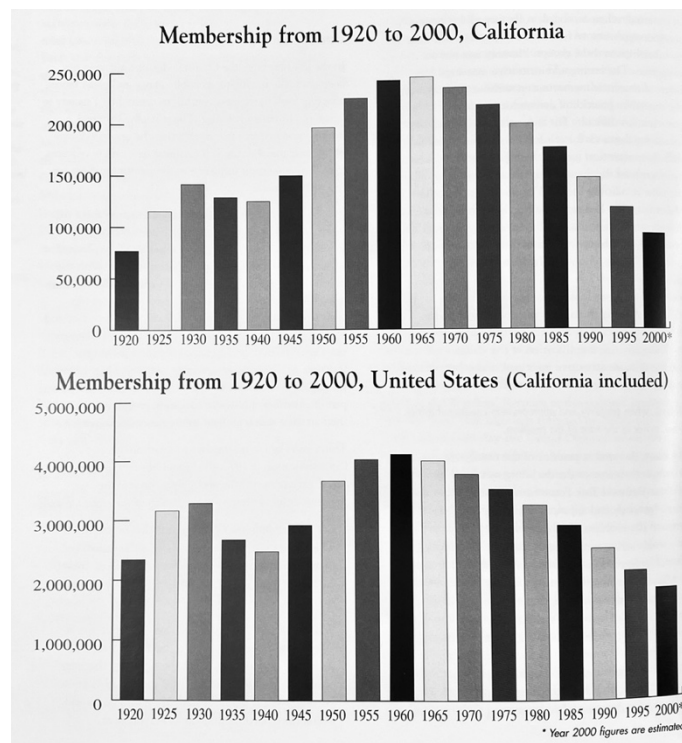 Membership from 1920 to 2000, California
250,000
200,000
150,000
100,000
50,000
0
1920 1925 1930 1935 1940 1945 1950 1955 1960 1965 1970 1975 1980 1985 1990 1995 2000*
Membership from 1920 to 2000, United States (California included)
5,000,000
4,000,000
3,000,000
2,000,000
1,000,000
0
1920 1925 1930 1935 1940 1945 1950 1955 1960 1965 1970 1975 1980 1985 1990 1995 2000*
* Year 2000 figures are estimated